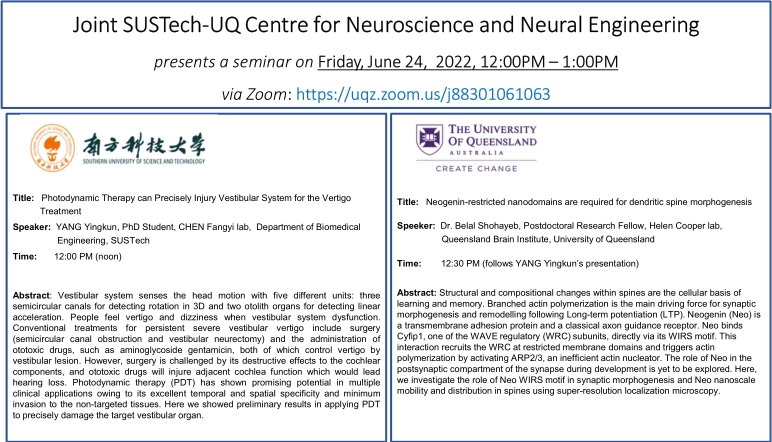 Joint SUSTech-UQ Centre for Neuroscience and Neural Engineering
presents a seminar on Friday, June 24, 2022, 12:00PM – 1:00PM
via Zoom: https://uqz.zoom.us/j88301061063
南方科技大学
SOUTHERN UNIVERSITY OF SCIENCE AND TECHNOLOGY
Title: Photodynamic Therapy can Precisely Injury Vestibular System for the Vertigo
Treatment
Speaker: YANG Yingkun, PhD Student, CHEN Fangyi lab, Department of Biomedical
Engineering, SUSTech
Time: 12:00 PM (noon)
Abstract: Vestibular system senses the head motion with five different units: three
semicircular canals for detecting rotation in 3D and two otolith organs for detecting linear
acceleration. People feel vertigo and dizziness when vestibular system dysfunction.
Conventional treatments for persistent severe vestibular vertigo include surgery
(semicircular canal obstruction and vestibular neurectomy) and the administration of
ototoxic drugs, such as aminoglycoside gentamicin, both of which control vertigo by
vestibular lesion. However, surgery is challenged by its destructive effects to the cochlear
components, and ototoxic drugs will injure adjacent cochlea function which would lead
hearing loss. Photodynamic therapy (PDT) has shown promising potential in multiple
clinical applications owing to its excellent temporal and spatial specificity and minimum
invasion to the non-targeted tissues. Here we showed preliminary results in applying PDT
to precisely damage the target vestibular organ.
THE UNIVERSITY
OF QUEENSLAND
AUSTRALIA
CREATE CHANGE
Title: Neogenin-restricted nanodomains are required for dendritic spine morphogenesis
Speeker: Dr. Belal Shohayeb, Postdoctoral Research Fellow, Helen Cooper lab,
Queensland Brain Institute, University of Queensland
Time: 12:30 PM (follows YANG Yingkun's presentation)
Abstract: Structural and compositional changes within spines are the cellular basis of
learning and memory. Branched actin polymerization is the main driving force for synaptic
morphogenesis and remodelling following Long-term potentiation (LTP). Neogenin (Neo) is
a transmembrane adhesion protein and a classical axon guidance receptor. Neo binds
Cyfip1, one of the WAVE regulatory (WRC) subunits, directly via its WIRS motif. This
interaction recruits the WRC at restricted membrane domains and triggers actin
polymerization by activating ARP2/3, an inefficient actin nucleator. The role of Neo in the
postsynaptic compartment of the synapse during development is yet to be explored. Here,
we investigate the role of Neo WIRS motif in synaptic morphogenesis and Neo nanoscale
mobility and distribution in spines using super-resolution localization microscopy.